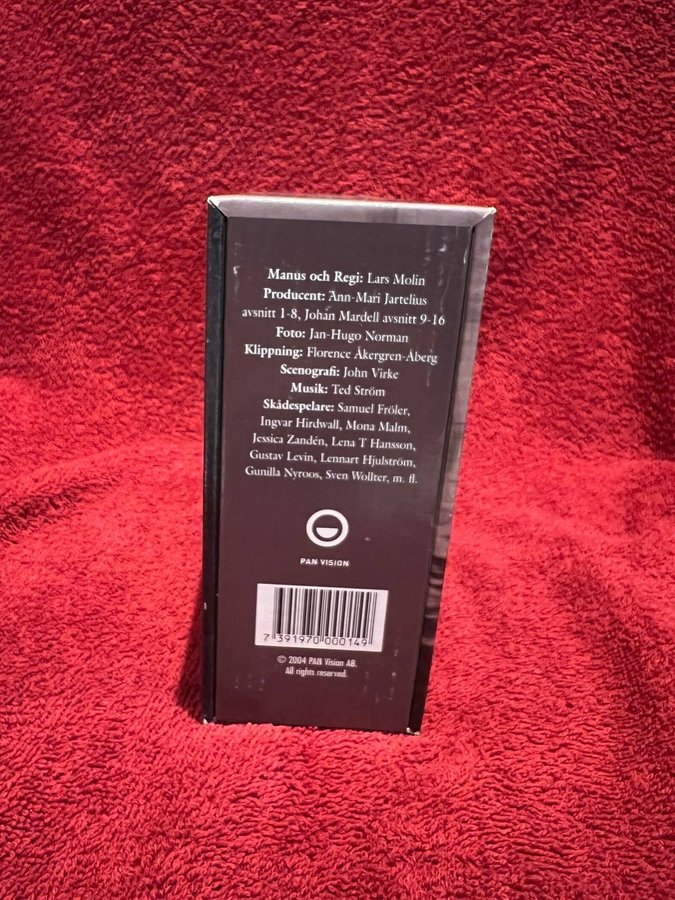 Manus och Regi: Lars Molin
Producent: Ann-Mari Jartelius
avsnitt 1-8, Johan Mardell avsnitt 9-16
Foto: Jan-Hugo Norman
Klippning: Florence Åkergren-Åberg
Scenografi: John Virke
Musik: Ted Ström
Skådespelare: Samuel Fröler,
Ingvar Hirdwall, Mona Malm,
Jessica Zandén, Lena T Hansson,
Gustav Levin, Lennart Hjulström,
Gunilla Nyroos, Sven Wollter, m. fl.
PAN VISION
7 391970 000149
© 2004 PAN Vision AB.
All rights reserved.